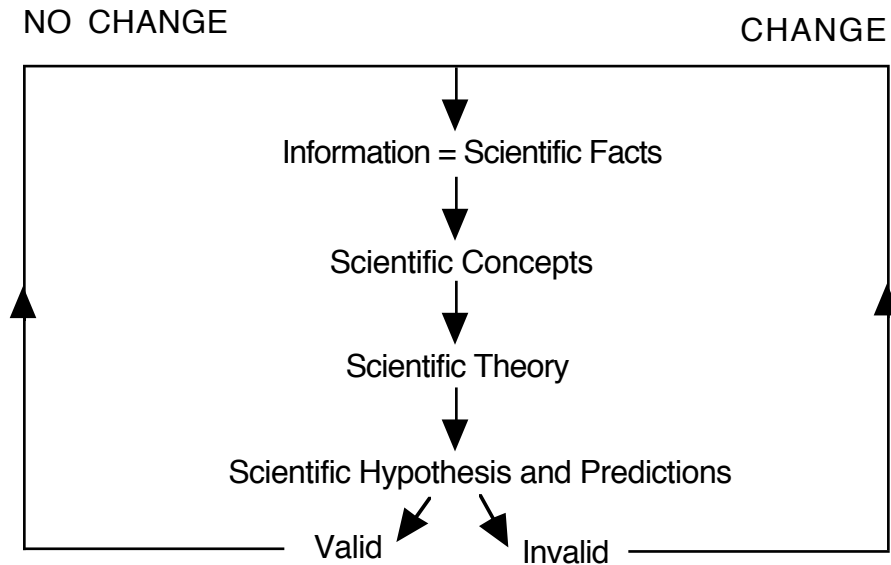 NO CHANGE
CHANGE
Information = Scientific Facts
Scientific Concepts
Scientific Theory
Scientific Hypothesis and Predictions
Valid
Invalid